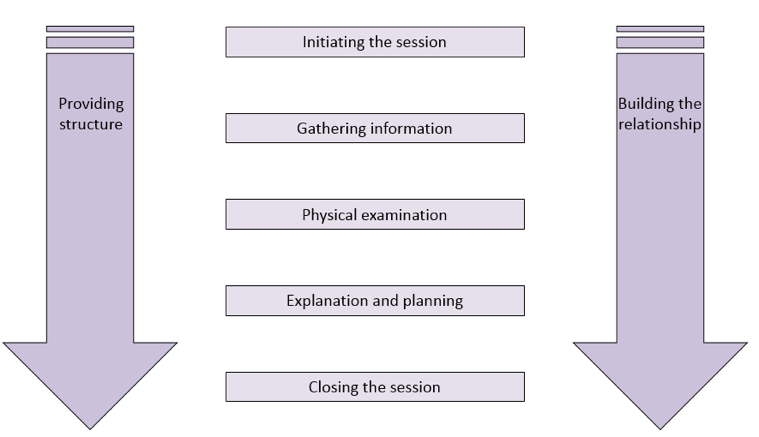 Initiating the session
Providing
structure
Building the
relationship
Gathering information
Physical examination
Explanation and planning
Closing the session